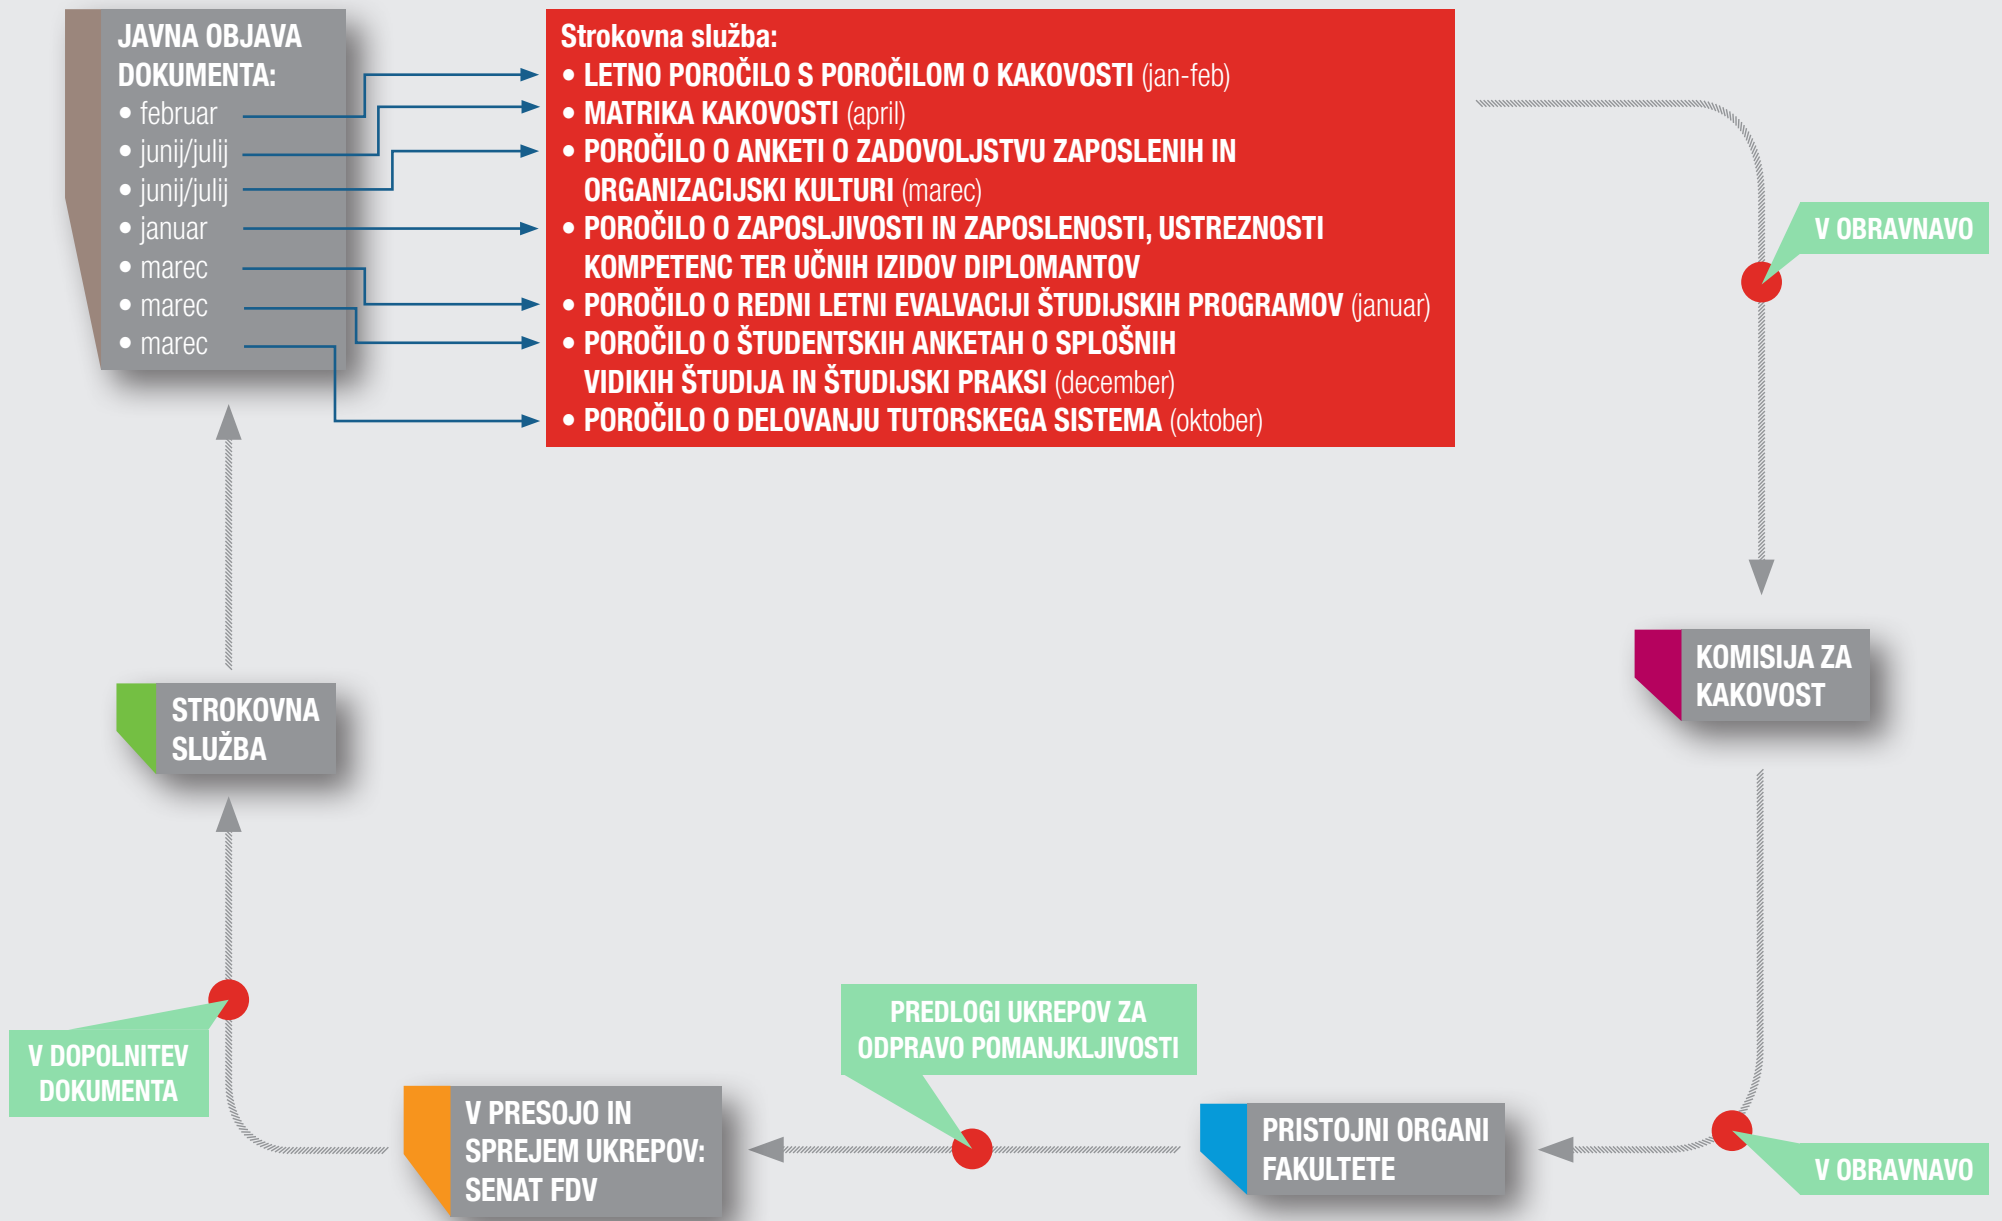 JAVNA OBJAVA
DOKUMENTA:
• februar
• junij/julij
• junij/julij
• januar
• marec
• marec
• marec
Strokovna služba:
• LETNO POROČILO S POROČILOM O KAKOVOSTI (jan-feb)
• MATRIKA KAKOVOSTI (april)
• POROČILO O ANKETI O ZADOVOLJSTVU ZAPOSLENIH IN
ORGANIZACIJSKI KULTURI (marec)
• POROČILO O ZAPOSLJIVOSTI IN ZAPOSLENOSTI, USTREZNOSTI
KOMPETENC TER UČNIH IZIDOV DIPLOMANTOV
• POROČILO O REDNI LETNI EVALVACIJI ŠTUDIJSKIH PROGRAMOV (januar)
• POROČILO O ŠTUDENTSKIH ANKETAH O SPLOŠNIH
VIDIKIH ŠTUDIJA IN ŠTUDIJSKI PRAKSI (december)
• POROČILO O DELOVANJU TUTORSKEGA SISTEMA (oktober)
V OBRAVNAVO
KOMISIJA ZA
KAKOVOST
V OBRAVNAVO
PRISTOJNI ORGANI
FAKULTETE
PREDLOGI UKREPOV ZA
ODPRAVO POMANJKLJIVOSTI
V PRESOJO IN
SPREJEM UKREPOV:
SENAT FDV
V DOPOLNITEV
DOKUMENTA
STROKOVNA
SLUŽBA